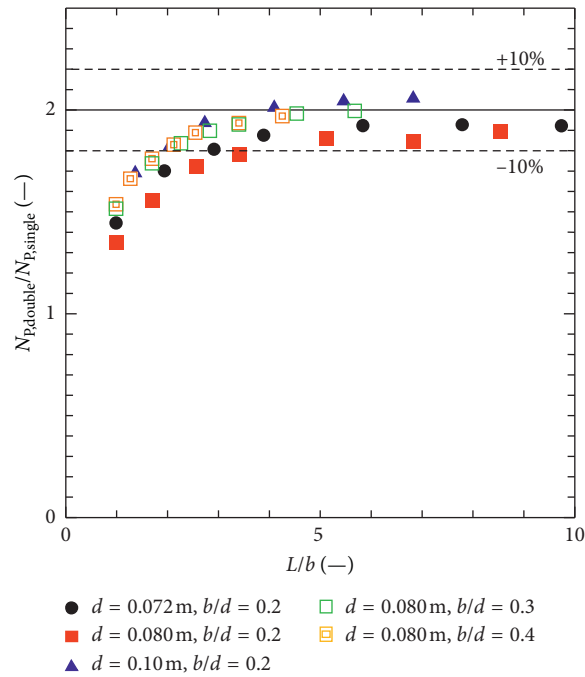 +10%
2
−10%
1
0
0
5
10
N_P,double/N_P,single (—)
L/b (—)
d = 0.072 m, b/d = 0.2
d = 0.080 m, b/d = 0.2
d = 0.10 m, b/d = 0.2
d = 0.080 m, b/d = 0.3
d = 0.080 m, b/d = 0.4